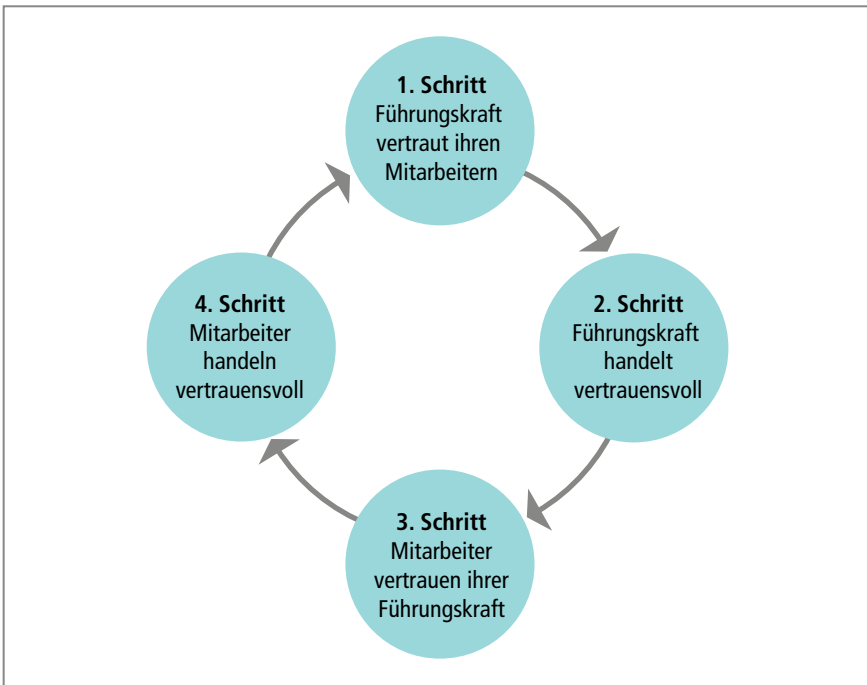 1. Schritt
Führungskraft
vertraut ihren
Mitarbeitern
2. Schritt
Führungskraft
handelt
vertrauensvoll
3. Schritt
Mitarbeiter
vertrauen ihrer
Führungskraft
4. Schritt
Mitarbeiter
handeln
vertrauensvoll